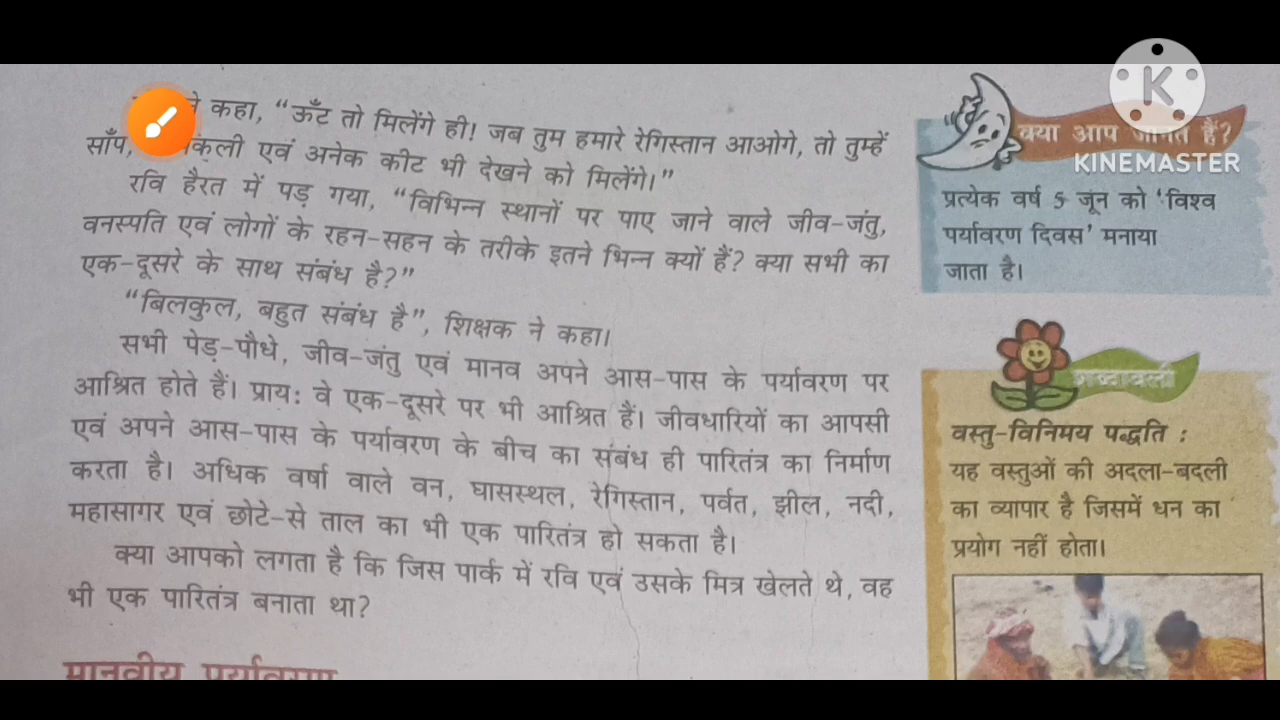 कहा, “ऊँट तो मिलेंगे ही! जब तुम हमारे रेगिस्तान आओगे, तो तुम्हें
साँप, एवं अनेक कीट भी देखने को मिलेंगे।”
रवि हैरत में पड़ गया, “विभिन्न स्थानों पर पाए जाने वाले जीव-जंतु,
वनस्पति एवं लोगों के रहन-सहन के तरीके इतने भिन्न क्यों हैं? क्या सभी का
एक-दूसरे के साथ संबंध है?”
“बिलकुल, बहुत संबंध है”, शिक्षक ने कहा।
सभी पेड़-पौधे, जीव-जंतु एवं मानव अपने आस-पास के पर्यावरण पर
आश्रित होते हैं। प्राय: वे एक-दूसरे पर भी आश्रित हैं। जीवधारियों का आपसी
एवं अपने आस-पास के पर्यावरण के बीच का संबंध ही पारितंत्र का निर्माण
करता है। अधिक वर्षा वाले वन, घासस्थल, रेगिस्तान, पर्वत, झील, नदी,
महासागर एवं छोटे-से ताल का भी एक पारितंत्र हो सकता है।
क्या आपको लगता है कि जिस पार्क में रवि एवं उसके मित्र खेलते थे, वह
भी एक पारितंत्र बनाता था?
मानवीय पर्यावरण
क्या आप जानते हैं?
K
KINEMASTER
प्रत्येक वर्ष 5 जून को ‘विश्व
पर्यावरण दिवस’ मनाया
जाता है।
शब्दावली
वस्तु-विनिमय पद्धति :
यह वस्तुओं की अदला-बदली
का व्यापार है जिसमें धन का
प्रयोग नहीं होता।